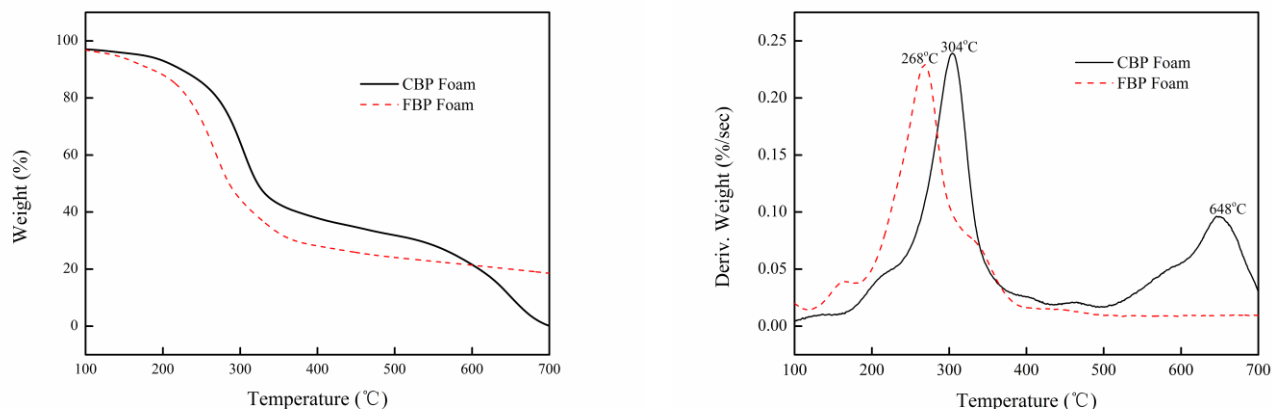 100
80
60
40
20
0
Weight (%)
CBP Foam
FBP Foam
100 200 300 400 500 600 700
Temperature (℃)
0.25
0.20
0.15
0.10
0.05
0.00
Deriv. Weight (%/sec)
268°C
304°C
648°C
CBP Foam
FBP Foam
100 200 300 400 500 600 700
Temperature (℃)